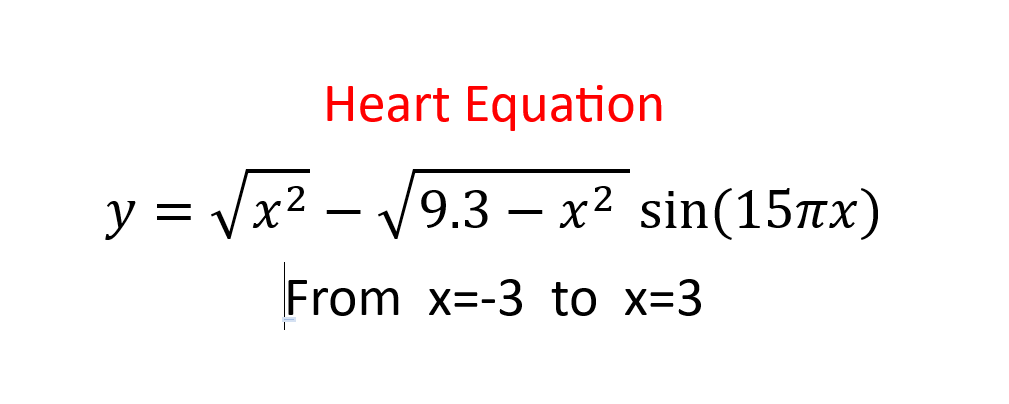 Heart Equation
y = √x² − √9.3 − x² sin(15πx)
From x=-3 to x=3